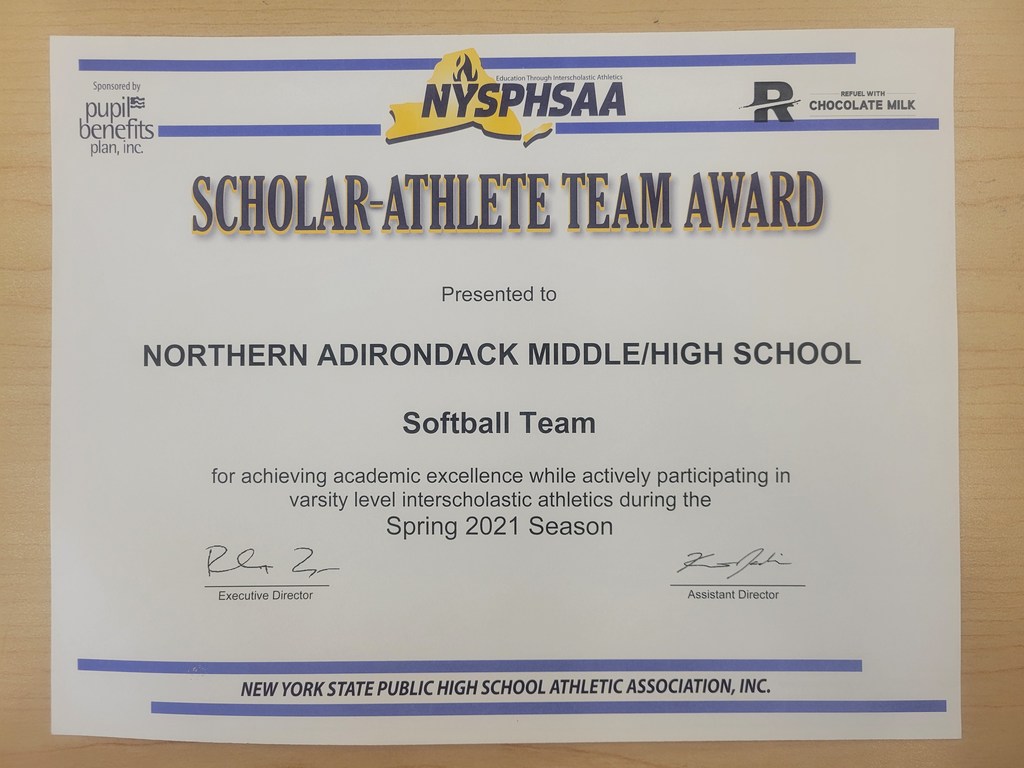 Sponsored by
pupil
benefits
plan, inc.
Education Through Interscholastic Athletics
NYSPHSAA
R
REFUEL WITH
CHOCOLATE MILK
SCHOLAR-ATHLETE TEAM AWARD
Presented to
NORTHERN ADIRONDACK MIDDLE/HIGH SCHOOL
Softball Team
for achieving academic excellence while actively participating in
varsity level interscholastic athletics during the
Spring 2021 Season
Executive Director
Assistant Director
NEW YORK STATE PUBLIC HIGH SCHOOL ATHLETIC ASSOCIATION, INC.